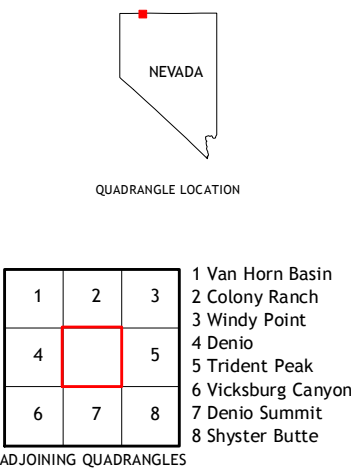 NEVADA
QUADRANGLE LOCATION
1 2 3
4 5
6 7 8
1 Van Horn Basin
2 Colony Ranch
3 Windy Point
4 Denio
5 Trident Peak
6 Vicksburg Canyon
7 Denio Summit
8 Shyster Butte
ADJOINING QUADRANGLES